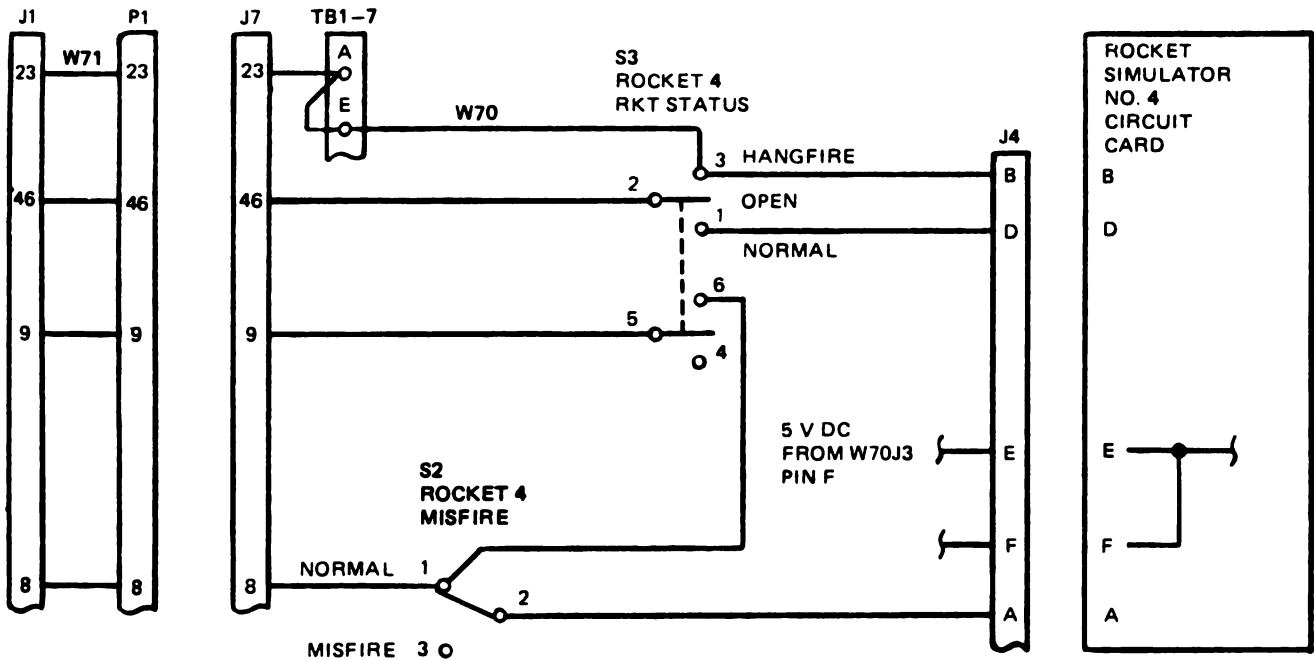 J1 P1 J7 TB1-7
W71
23 23 23 A
E
W70
S3
ROCKET 4
RKT STATUS
J4
ROCKET
SIMULATOR
NO. 4
CIRCUIT
CARD
3 HANGFIRE B B
46 46 46 2 OPEN
1 D D
NORMAL
6
9 9 9 5
4
5 V DC
FROM W70J3
PIN F
E E
S2
ROCKET 4
MISFIRE
F F
8 8 8 NORMAL 1
2 A A
MISFIRE 3